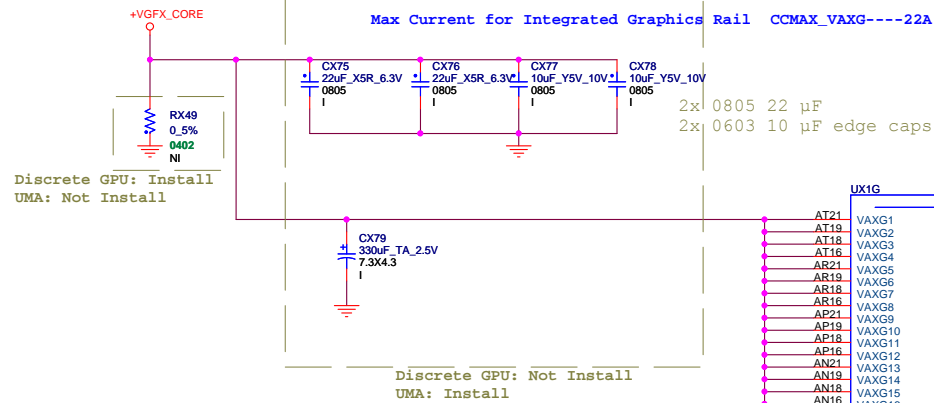 +VGFX_CORE
Max Current for Integrated Graphics Rail CCMAX_VAXG----22A
CX75
22uF_X5R_6.3V
0805
I
CX76
22uF_X5R_6.3V
0805
I
CX77
10uF_Y5V_10V
0805
I
CX78
10uF_Y5V_10V
0805
I
2x 0805 22 µF
2x 0603 10 µF edge caps
RX49
0_5%
0402
NI
Discrete GPU: Install
UMA: Not Install
CX79
330uF_TA_2.5V
7.3X4.3
I
Discrete GPU: Not Install
UMA: Install
UX1G
AT21 VAXG1
AT19 VAXG2
AT18 VAXG3
AT16 VAXG4
AR21 VAXG5
AR19 VAXG6
AR18 VAXG7
AR16 VAXG8
AP21 VAXG9
AP19 VAXG10
AP18 VAXG11
AP16 VAXG12
AN21 VAXG13
AN19 VAXG14
AN18 VAXG15
AN16